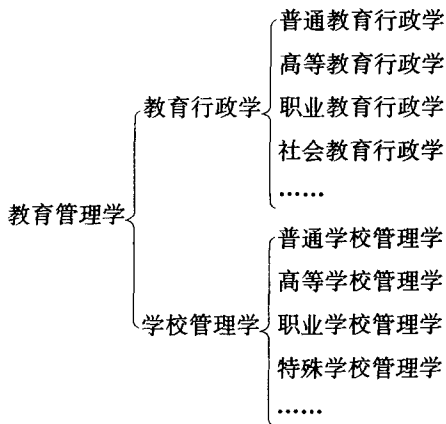 教育管理学
教育行政学
普通教育行政学
高等教育行政学
职业教育行政学
社会教育行政学
……
学校管理学
普通学校管理学
高等学校管理学
职业学校管理学
特殊学校管理学
……